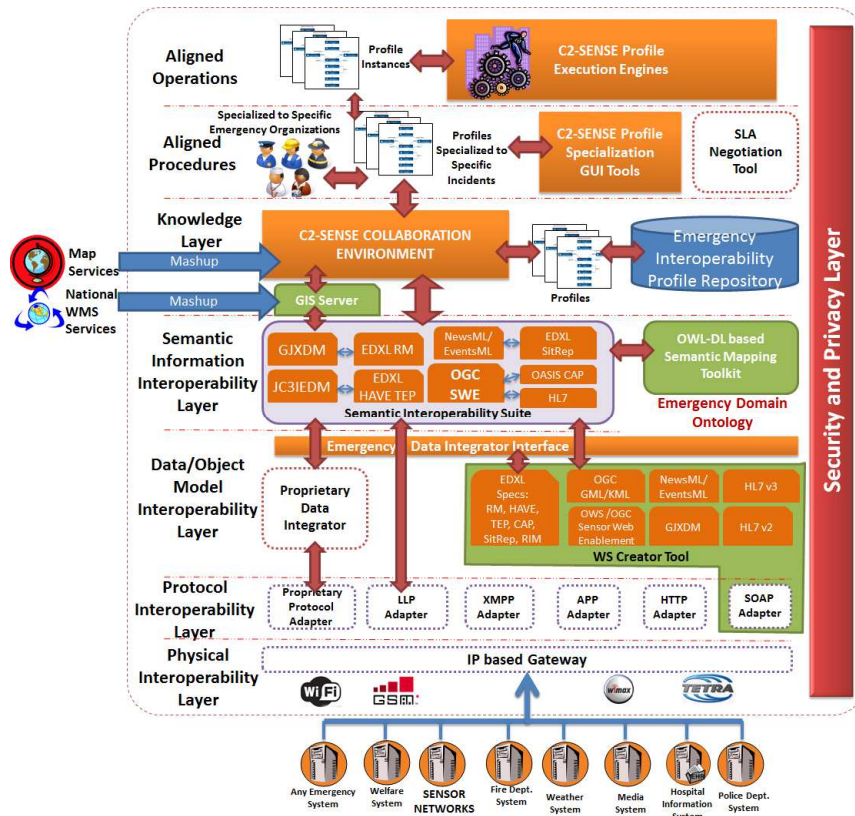 Aligned
Operations
Profile
Instances
C2-SENSE Profile
Execution Engines
Specialized to Specific
Emergency Organizations
Aligned
Procedures
Profiles
Specialized to
Specific
Incidents
C2-SENSE Profile
Specialization
GUI Tools
SLA
Negotiation
Tool
Knowledge
Layer
Map
Services
Mashup
C2-SENSE COLLABORATION
ENVIRONMENT
Profiles
Emergency
Interoperability
Profile Repository
National
WMS
Services
Mashup
GIS Server
Semantic
Information
Interoperability
Layer
GJXDM
EDXL RM
NewsML/
EventsML
EDXL
SitRep
JC3IEDM
EDXL
HAVE TEP
OGC
SWE
OASIS CAP
HL7
Semantic Interoperability Suite
OWL-DL based
Semantic Mapping
Toolkit
Emergency Domain
Ontology
Emergency
Data Integrator Interface
Data/Object
Model
Interoperability
Layer
Proprietary
Data
Integrator
EDXL
Specs:
RM, HAVE,
TEP, CAP,
SitRep, RIM
OGC
GML/KML
NewsML/
EventsML
HL7 v3
OWS /OGC
Sensor Web
Enablement
GJXDM
HL7 v2
WS Creator Tool
Protocol
Interoperability
Layer
Proprietary
Protocol
Adapter
LLP
Adapter
XMPP
Adapter
APP
Adapter
HTTP
Adapter
SOAP
Adapter
Physical
Interoperability
Layer
IP based Gateway
WiFi
GSM
wimax
TETRA
Security and Privacy Layer
Any Emergency
System
Welfare
System
SENSOR
NETWORKS
Fire Dept.
System
Weather
System
Media
System
EHR
Hospital
Information
System
Police Dept.
System